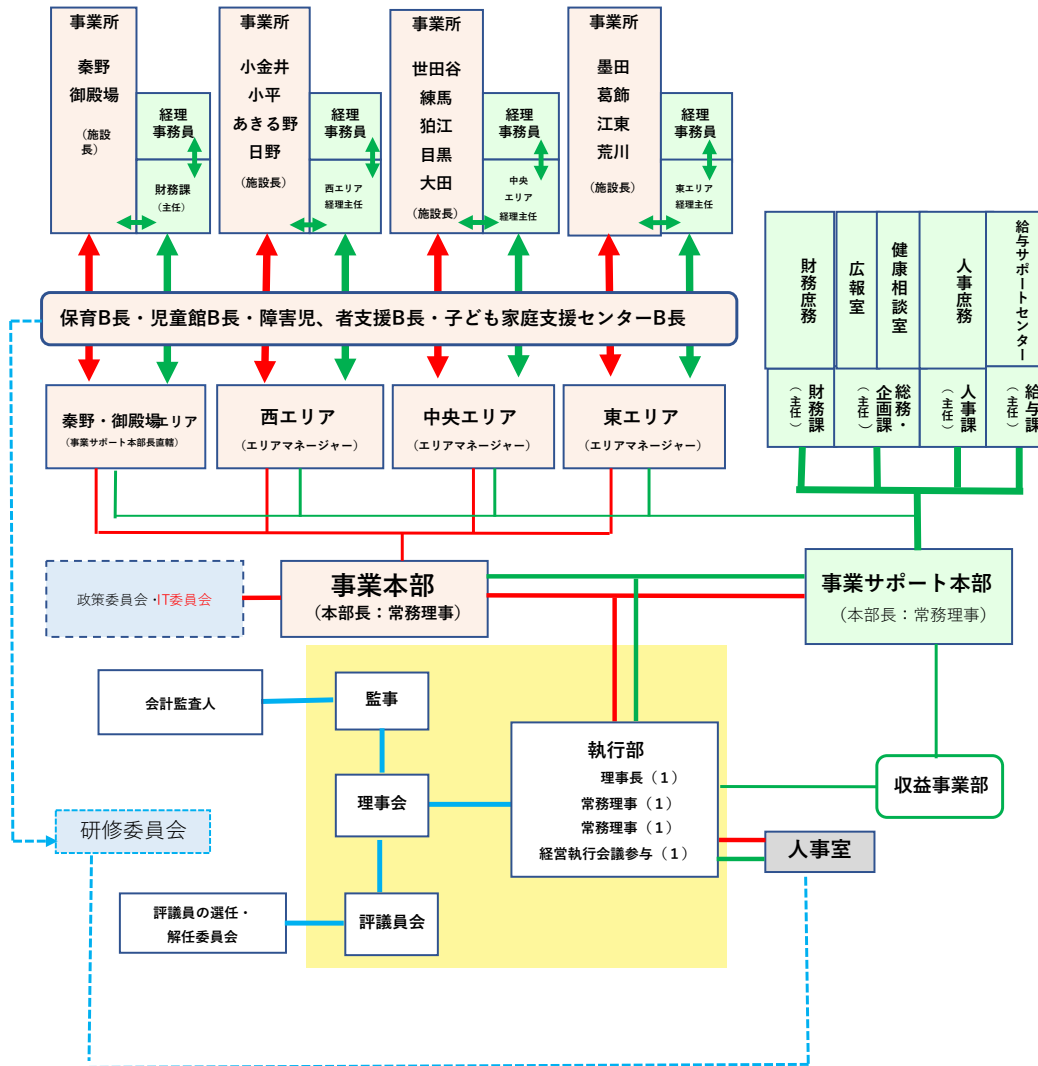 事業所
秦野
御殿場
（施設
長）
経理
事務員
財務課
（主任）
事業所
小金井
小平
あきる野
日野
（施設長）
経理
事務員
西エリア
経理主任
事業所
世田谷
練馬
狛江
目黒
大田
（施設長）
経理
事務員
中央
エリア
経理主任
事業所
墨田
葛飾
江東
荒川
（施設長）
経理
事務員
東エリア
経理主任
財務庶務
広報室
健康相談室
人事庶務
給与サポートセンター
財務課
（主任）
総務・
企画課
（主任）
人事課
（主任）
給与課
（主任）
保育B長・児童館B長・障害児、者支援B長・子ども家庭支援センターB長
秦野・御殿場エリア
（事業サポート本部長直轄）
西エリア
（エリアマネージャー）
中央エリア
（エリアマネージャー）
東エリア
（エリアマネージャー）
政策委員会・IT委員会
事業本部
（本部長：常務理事）
事業サポート本部
（本部長：常務理事）
会計監査人
監事
執行部
理事長（１）
常務理事（１）
常務理事（１）
経営執行会議参与（１）
理事会
収益事業部
研修委員会
人事室
評議員の選任・
解任委員会
評議員会